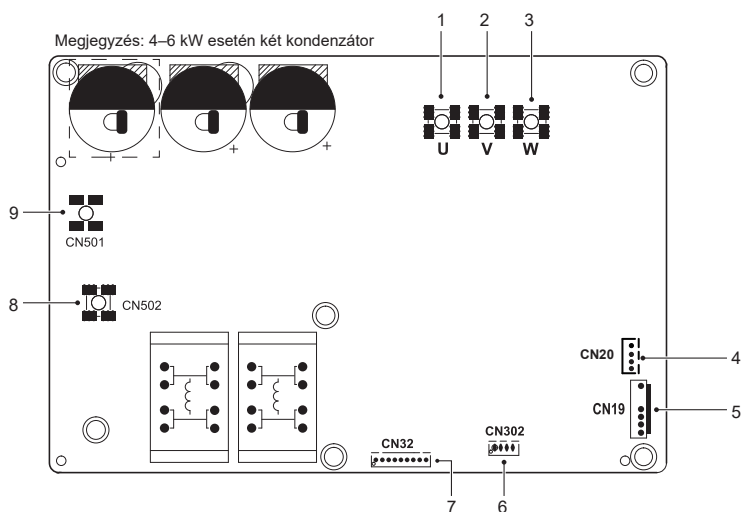 1 2 3
Megjegyzés: 4–6 kW esetén két kondenzátor
+ + +
U V W
9
CN501
8 CN502
CN20 4
CN19 5
CN32 CN302
7 6